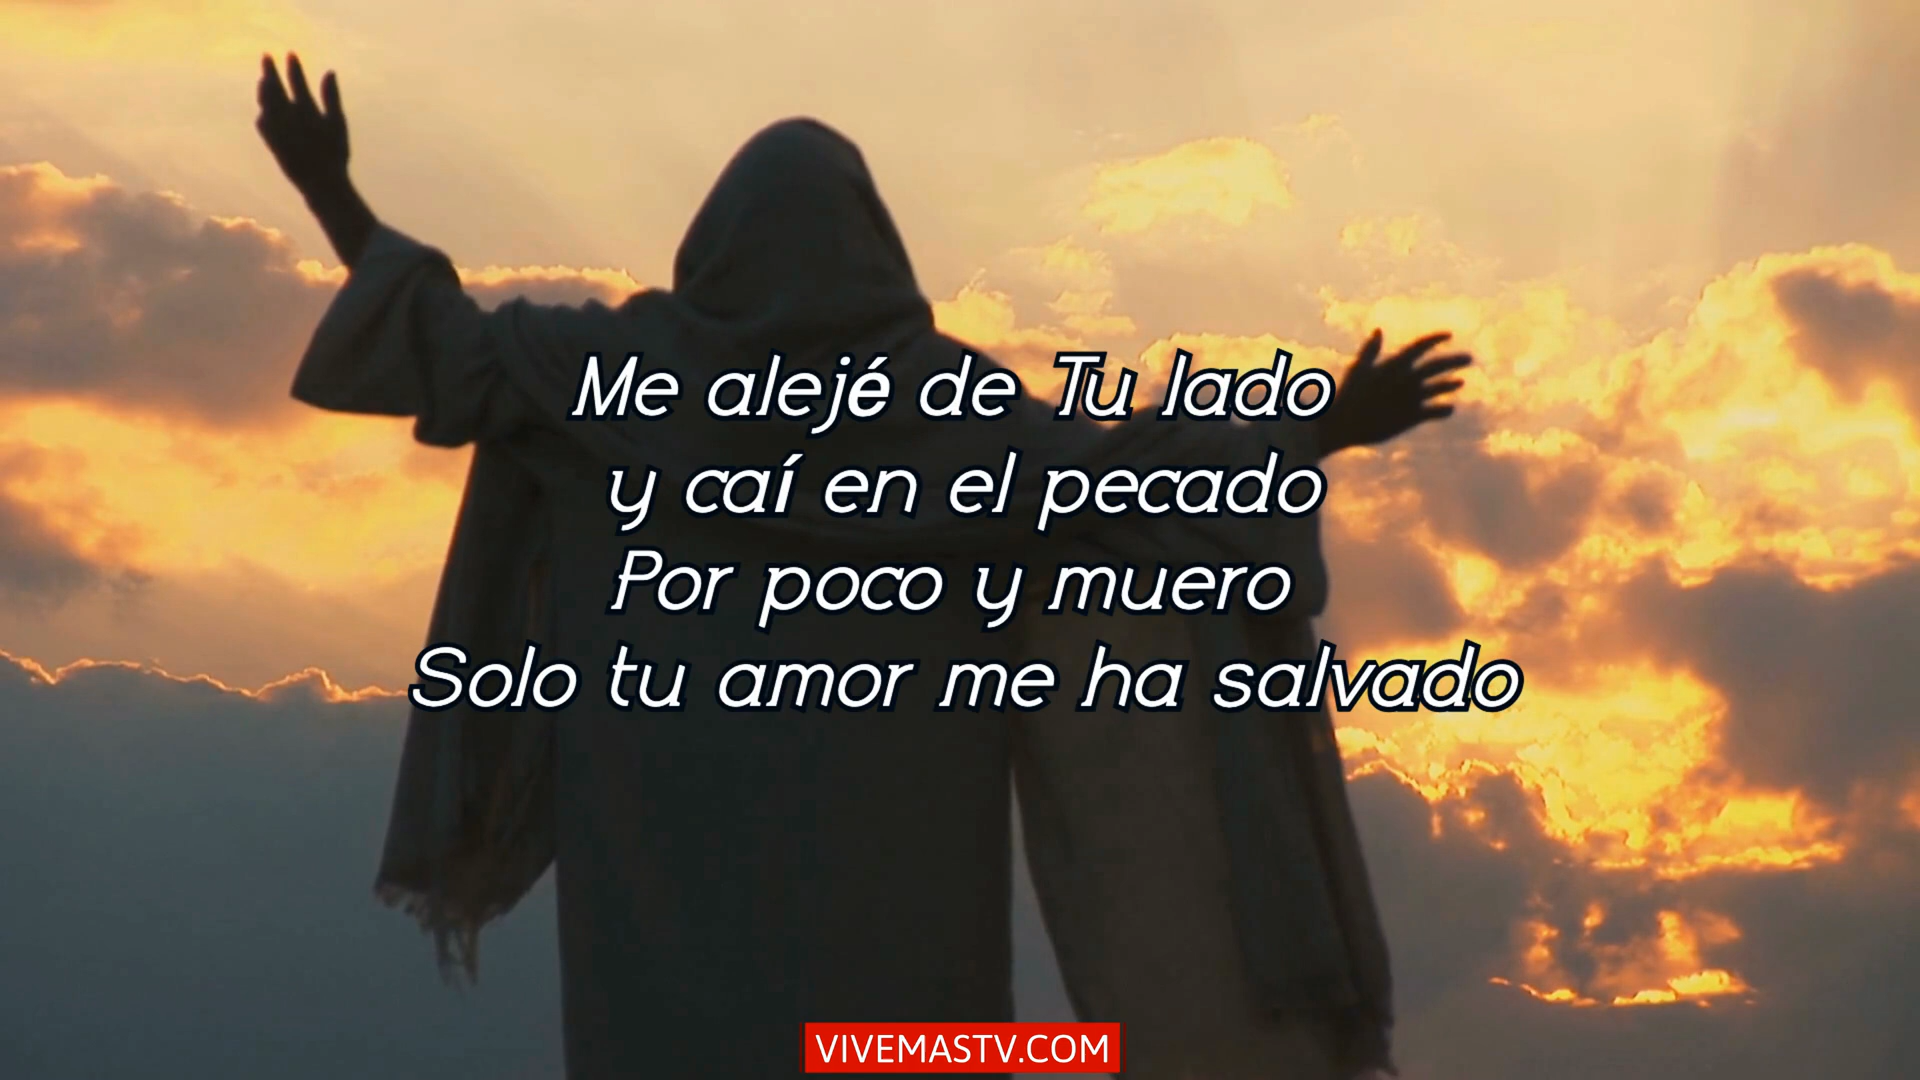 Me alejé de Tu lado
y caí en el pecado
Por poco y muero
Solo tu amor me ha salvado
VIVEMASTV.COM